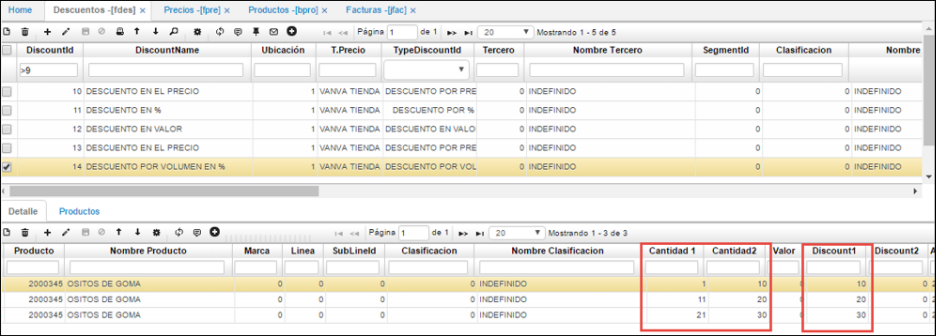 Home Descuentos -[fdes] × Precios -[fpre] × Productos -[bpro] × Facturas -[jfac] ×
Página 1 de 1 20 Mostrando 1 - 5 de 5
DiscountId DiscountName Ubicación T.Precio TypeDiscountId Tercero Nombre Tercero SegmentId Clasificacion Nombre
>9
10 DESCUENTO EN EL PRECIO 1 VANVA TIENDA DESCUENTO POR PRE 0 INDEFINIDO 0 0 INDEFINIDO
11 DESCUENTO EN % 1 VANVA TIENDA DESCUENTO POR % 0 INDEFINIDO 0 0 INDEFINIDO
12 DESCUENTO EN VALOR 1 VANVA TIENDA DESCUENTO EN VALO 0 INDEFINIDO 0 0 INDEFINIDO
13 DESCUENTO EN EL PRECIO 1 VANVA TIENDA DESCUENTO POR PRE 0 INDEFINIDO 0 0 INDEFINIDO
14 DESCUENTO POR VOLUMEN EN % 1 VANVA TIENDA DESCUENTO POR VOL 0 INDEFINIDO 0 0 INDEFINIDO
Detalle Productos
Página 1 de 1 20 Mostrando 1 - 3 de 3
Producto Nombre Producto Marca Linea SubLineId Clasificacion Nombre Clasificacion Cantidad 1 Cantidad2 Valor Discount1 Discount2
2000345 OSITOS DE GOMA 0 0 0 0 INDEFINIDO 1 10 0 10 0
2000345 OSITOS DE GOMA 0 0 0 0 INDEFINIDO 11 20 0 20 0
2000345 OSITOS DE GOMA 0 0 0 0 INDEFINIDO 21 30 0 30 0